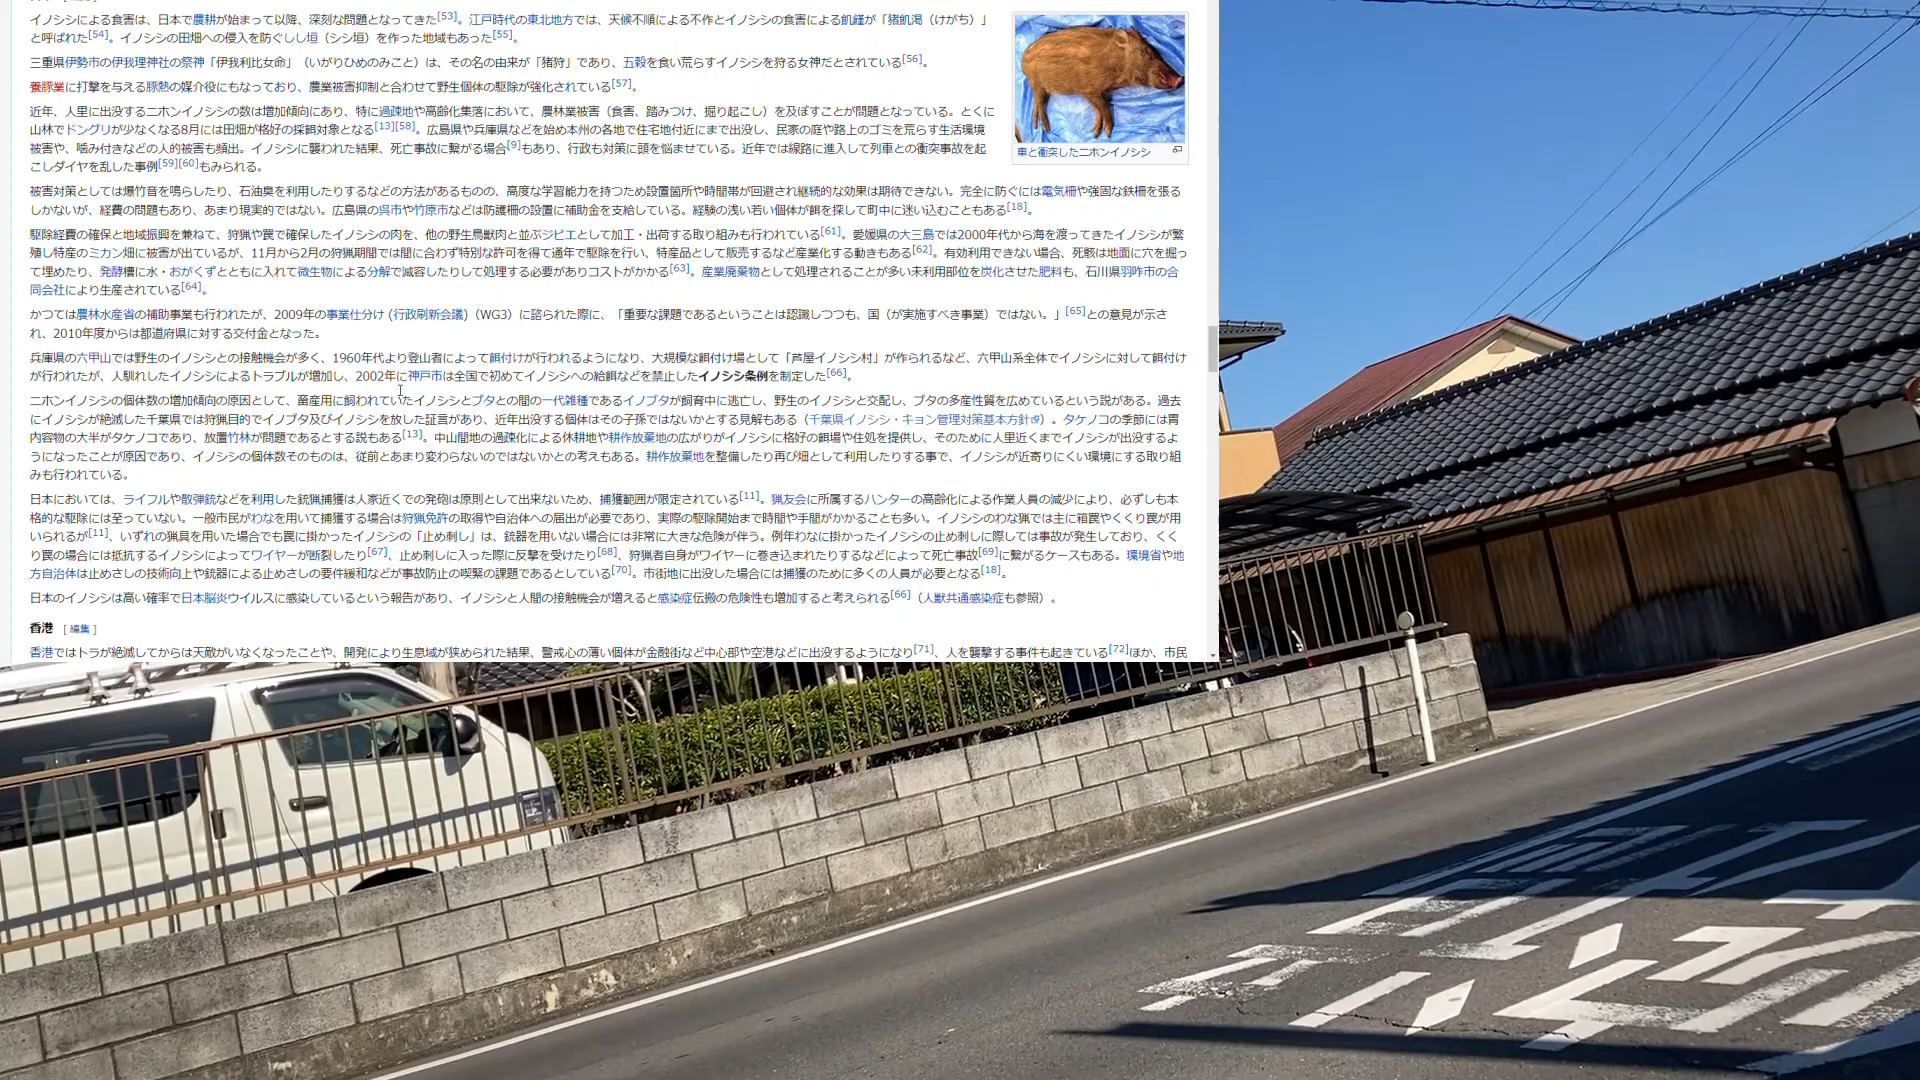 イノシシによる食害は、日本で農耕が始まって以降、深刻な問題となってきた[53]。江戸時代の東北地方では、天候不順による不作とイノシシの食害による飢饉が「猪飢渇（けがち）」
と呼ばれた[54]。イノシシの田畑への侵入を防ぐしし垣（シシ垣）を作った地域もあった[55]。
三重県伊勢市の伊我理神社の祭神「伊我利比女命」（いがりひめのみこと）は、その名の由来が「猪狩」であり、五穀を食い荒らすイノシシを狩る女神だとされている[56]。
養豚業に打撃を与える豚熱の媒介役にもなっており、農業被害抑制と合わせて野生個体の駆除が強化されている[57]。
近年、人里に出没するニホンイノシシの数は増加傾向にあり、特に過疎地や高齢化集落において、農林業被害（食害、踏みつけ、掘り起こし）を及ぼすことが問題となっている。とくに
山林でドングリが少なくなる8月には田畑が格好の採餌対象となる[13][58]。広島県や兵庫県などを始め本州の各地で住宅地付近にまで出没し、民家の庭や路上のゴミを荒らす生活環境
被害や、噛み付きなどの人的被害も頻出。イノシシに襲われた結果、死亡事故に繋がる場合[9]もあり、行政も対策に頭を悩ませている。近年では線路に進入して列車との衝突事故を起
こしダイヤを乱した事例[59][60]もみられる。
車と衝突したニホンイノシシ
被害対策としては爆竹音を鳴らしたり、石油臭を利用したりするなどの方法があるものの、高度な学習能力を持つため設置箇所や時間帯が回避され継続的な効果は期待できない。完全に防ぐには電気柵や強固な鉄柵を張る
しかないが、経費の問題もあり、あまり現実的ではない。広島県の呉市や竹原市などは防護柵の設置に補助金を支給している。経験の浅い若い個体が餌を探して町中に迷い込むこともある[18]。
駆除経費の確保と地域振興を兼ねて、狩猟や罠で確保したイノシシの肉を、他の野生鳥獣肉と並ぶジビエとして加工・出荷する取り組みも行われている[61]。愛媛県の大三島では2000年代から海を渡ってきたイノシシが繁
殖し特産のミカン畑に被害が出ているが、11月から2月の狩猟期間では間に合わず特別な許可を得て通年で駆除を行い、特産品として販売するなど産業化する動きもある[62]。有効利用できない場合、死骸は地面に穴を掘っ
て埋めたり、発酵槽に水・おがくずとともに入れて微生物による分解で減容したりして処理する必要がありコストがかかる[63]。産業廃棄物として処理されることが多い未利用部位を炭化させた肥料も、石川県羽咋市の合
同会社により生産されている[64]。
かつては農林水産省の補助事業も行われたが、2009年の事業仕分け (行政刷新会議)（WG3）に諮られた際に、「重要な課題であるということは認識しつつも、国（が実施すべき事業）ではない。」[65]との意見が示さ
れ、2010年度からは都道府県に対する交付金となった。
兵庫県の六甲山では野生のイノシシとの接触機会が多く、1960年代より登山者によって餌付けが行われるようになり、大規模な餌付け場として「芦屋イノシシ村」が作られるなど、六甲山系全体でイノシシに対して餌付け
が行われたが、人馴れしたイノシシによるトラブルが増加し、2002年に神戸市は全国で初めてイノシシへの給餌などを禁止したイノシシ条例を制定した[66]。
ニホンイノシシの個体数の増加傾向の原因として、畜産用に飼われていたイノシシとブタとの間の一代雑種であるイノブタが飼育中に逃亡し、野生のイノシシと交配し、ブタの多産性質を広めているという説がある。過去
にイノシシが絶滅した千葉県では狩猟目的でイノブタ及びイノシシを放した証言があり、近年出没する個体はその子孫ではないかとする見解もある（千葉県イノシシ・キョン管理対策基本方針）。タケノコの季節には胃
内容物の大半がタケノコであり、放置竹林が問題であるとする説もある[13]。中山間地の過疎化による休耕地や耕作放棄地の広がりがイノシシに格好の餌場や住処を提供し、そのために人里近くまでイノシシが出没するよ
うになったことが原因であり、イノシシの個体数そのものは、従前とあまり変わらないのではないかとの考えもある。耕作放棄地を整備したり再び畑として利用したりする事で、イノシシが近寄りにくい環境にする取り組
みも行われている。
日本においては、ライフルや散弾銃などを利用した銃猟捕獲は人家近くでの発砲は原則として出来ないため、捕獲範囲が限定されている[11]。猟友会に所属するハンターの高齢化による作業人員の減少により、必ずしも本
格的な駆除には至っていない。一般市民がわなを用いて捕獲する場合は狩猟免許の取得や自治体への届出が必要であり、実際の駆除開始まで時間や手間がかかることも多い。イノシシのわな猟では主に箱罠やくくり罠が用
いられるが[11]、いずれの猟具を用いた場合でも罠に掛かったイノシシの「止め刺し」は、銃器を用いない場合には非常に大きな危険が伴う。例年わなに掛かったイノシシの止め刺しに際しては事故が発生しており、くく
り罠の場合には抵抗するイノシシによってワイヤーが断裂したり[67]、止め刺しに入った際に反撃を受けたり[68]、狩猟者自身がワイヤーに巻き込まれたりするなどによって死亡事故[69]に繋がるケースもある。環境省や地
方自治体は止めさしの技術向上や銃器による止めさしの要件緩和などが事故防止の喫緊の課題であるとしている[70]。市街地に出没した場合には捕獲のために多くの人員が必要となる[18]。
日本のイノシシは高い確率で日本脳炎ウイルスに感染しているという報告があり、イノシシと人間の接触機会が増えると感染症伝搬の危険性も増加すると考えられる[66]（人獣共通感染症も参照）。
香港 [編集]
香港ではトラが絶滅してからは天敵がいなくなったことや、開発により生息域が狭められた結果、警戒心の薄い個体が金融街など中心部や空港などに出没するようになり[71]、人を襲撃する事件も起きている[72]ほか、市民